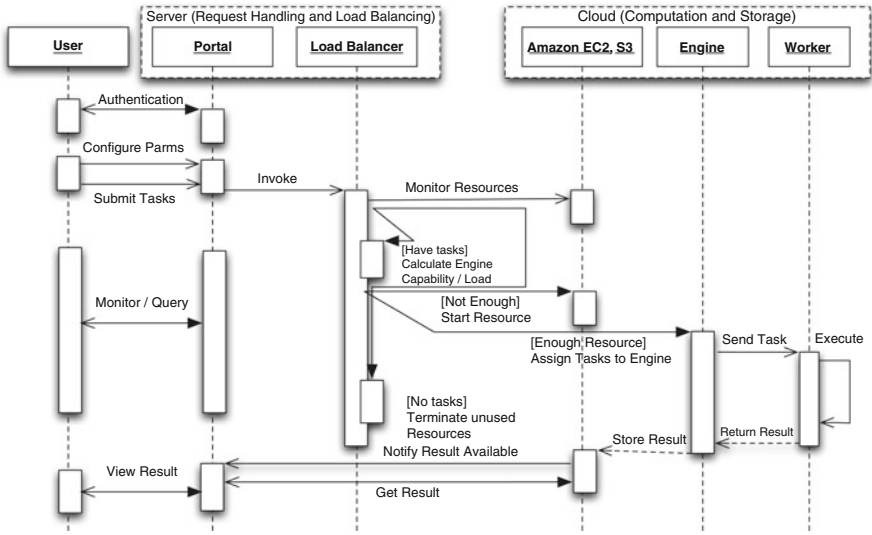 Server (Request Handling and Load Balancing)
Cloud (Computation and Storage)
User
Portal
Load Balancer
Amazon EC2, S3
Engine
Worker
Authentication
Configure Parms
Submit Tasks
Invoke
Monitor Resources
[Have tasks]
Calculate Engine
Capability / Load
Monitor / Query
[Not Enough]
Start Resource
[Enough Resource]
Assign Tasks to Engine
Send Task
Execute
[No tasks]
Terminate unused
Resources
Return Result
Store Result
Notify Result Available
View Result
Get Result